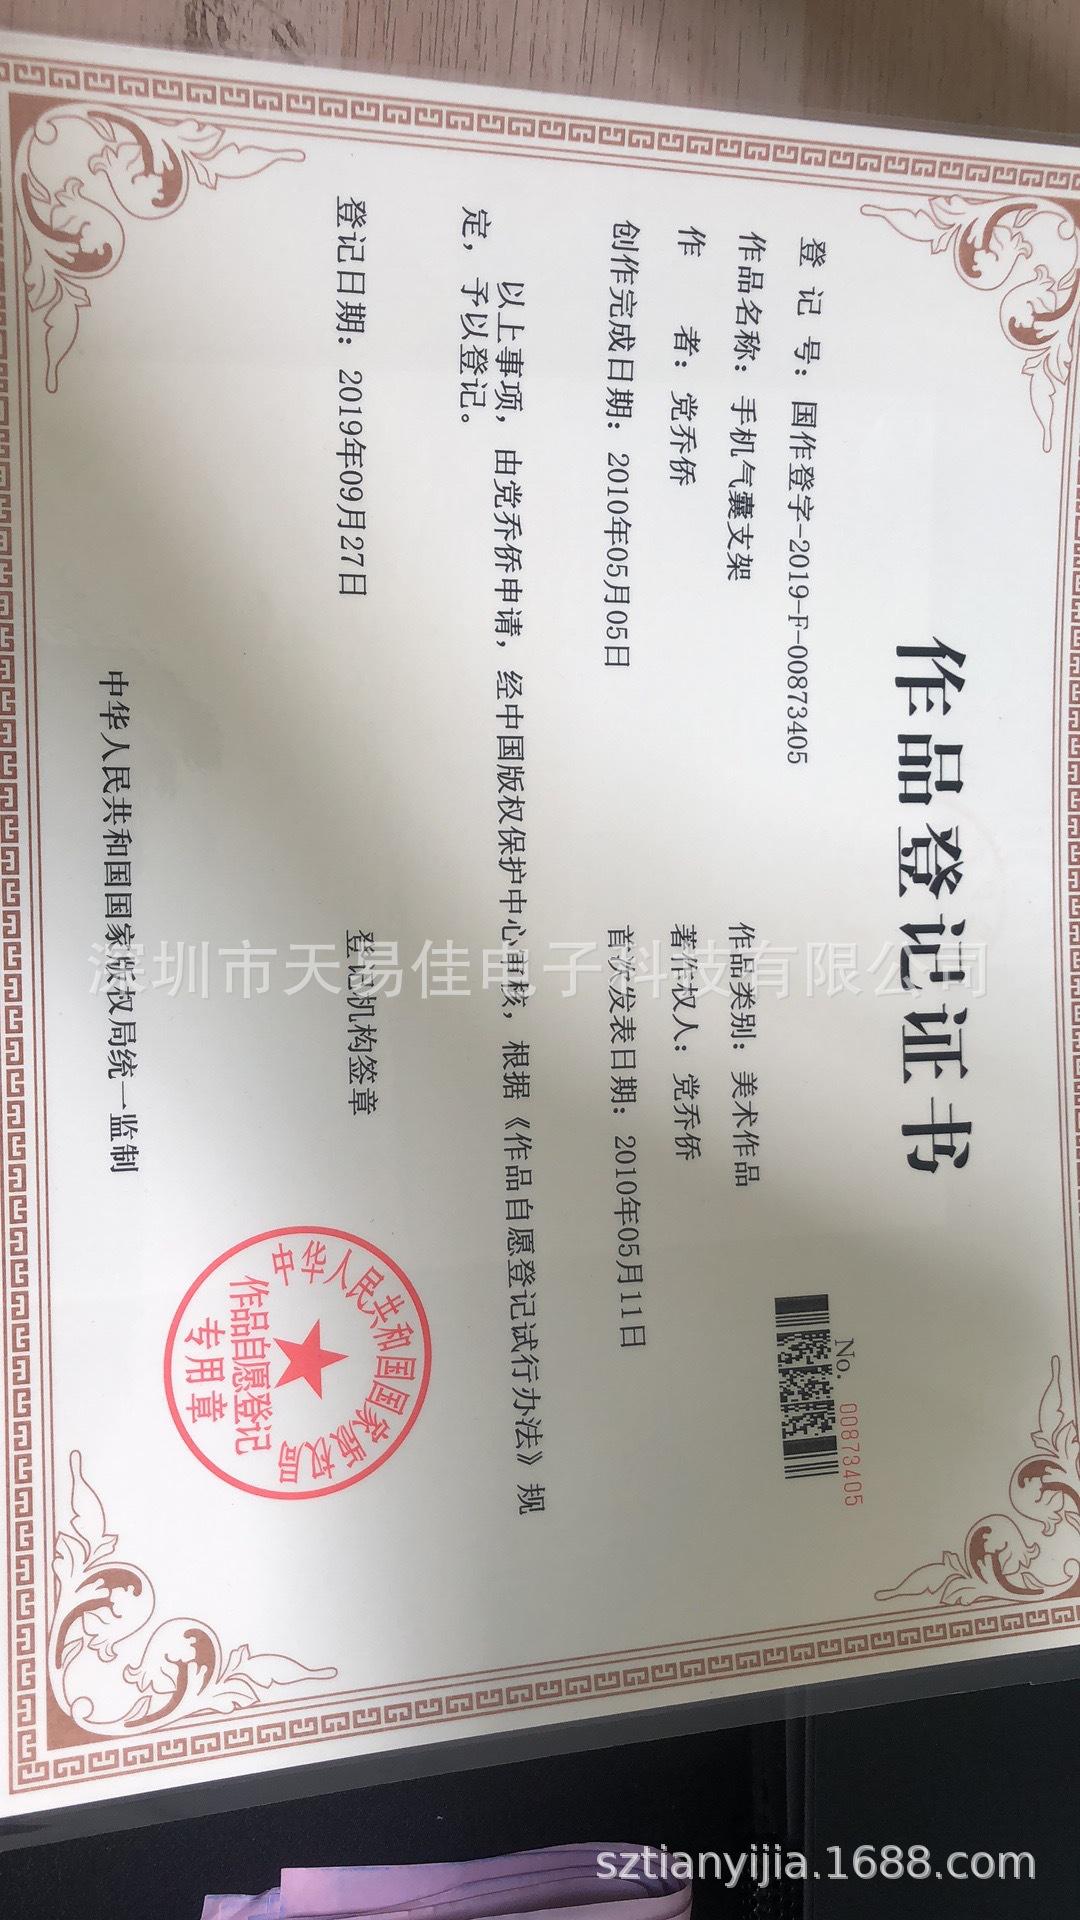 作品登记证书
No. 00873405
登 记 号：国作登字-2019-F-00873405
作品名称：手机气囊支架
作品类别：美术作品
作 者：党乔侨
著作权人：党乔侨
创作完成日期：2010年05月05日
首次发表日期：2010年05月11日
以上事项，由党乔侨申请，经中国版权保护中心审核，根据《作品自愿登记试行办法》规
定，予以登记。
登记日期：2019年09月27日
登记机构签章
中华人民共和国国家版权局
作品自愿登记
专用章
中华人民共和国国家版权局统一监制
深圳市天易佳电子科技有限公司
sztianyijia.1688.com